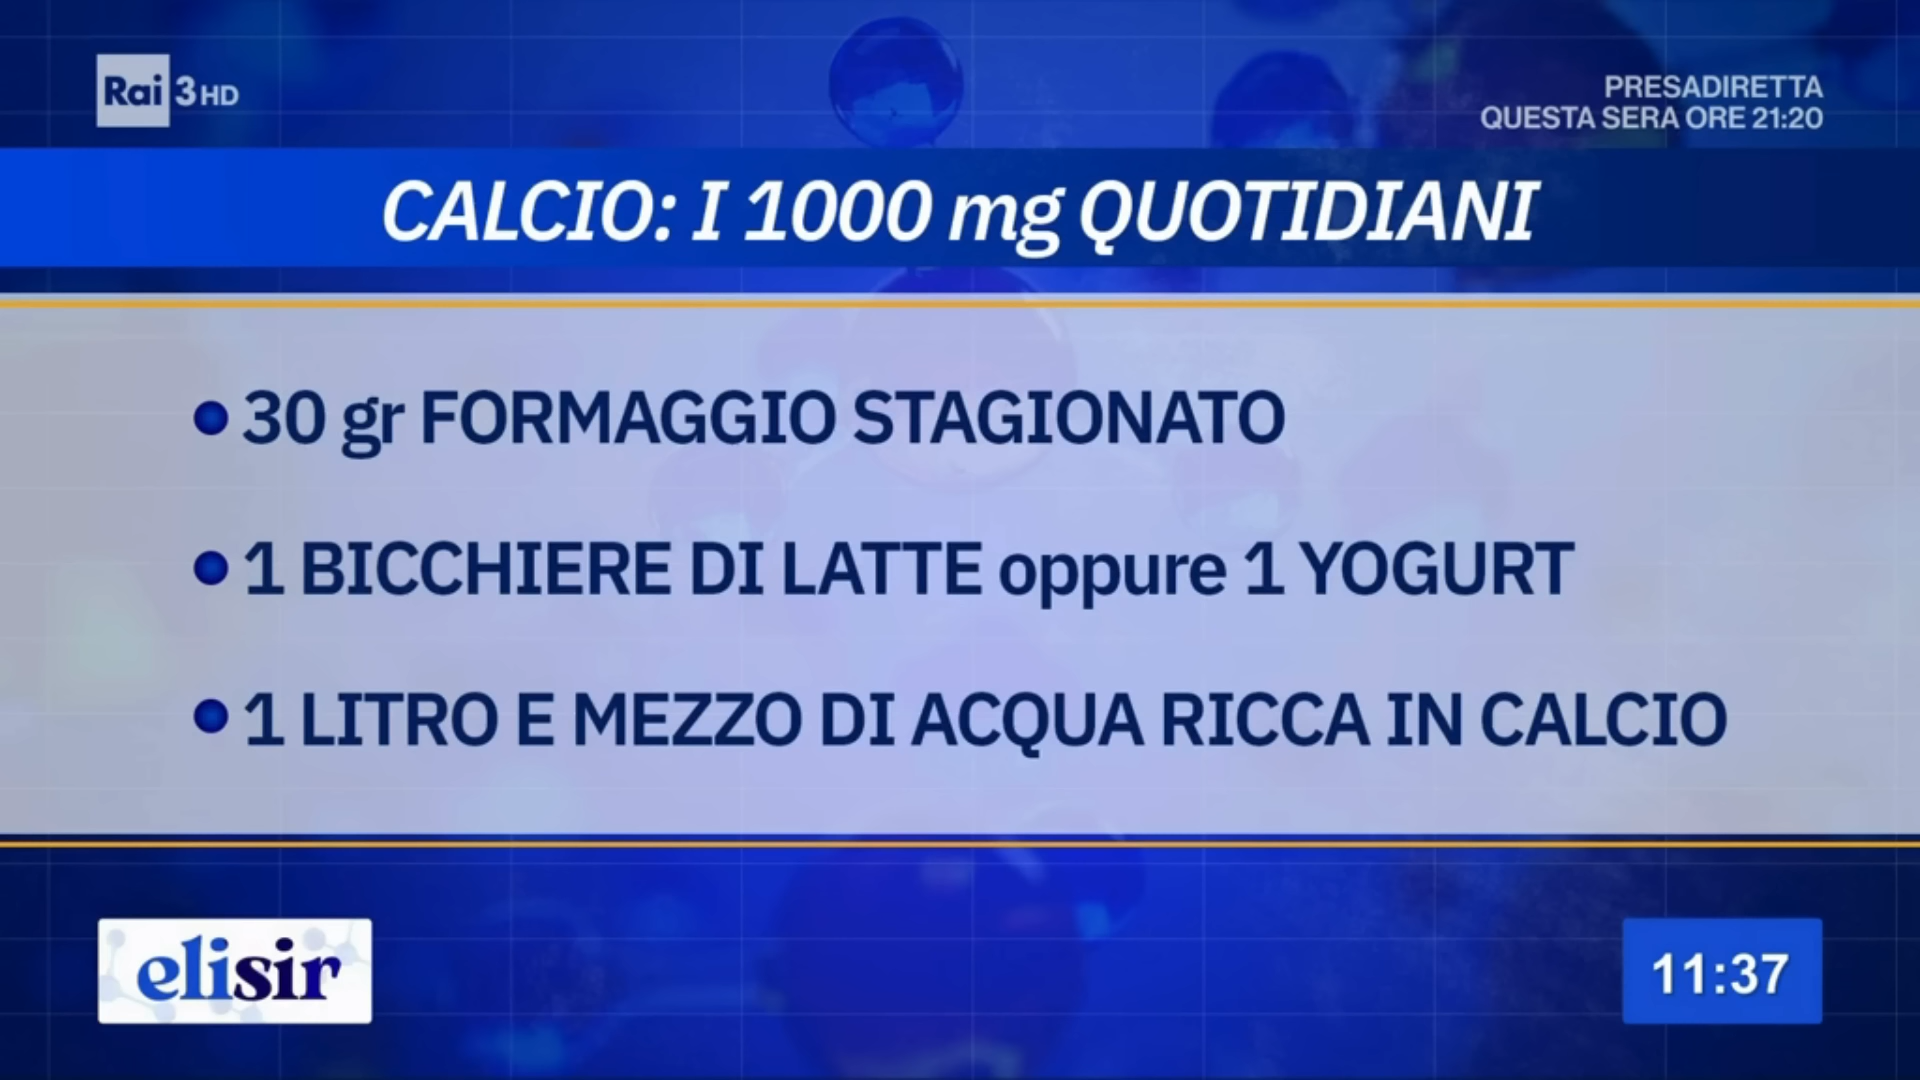 Rai 3 HD
PRESADIRETTA
QUESTA SERA ORE 21:20
CALCIO: I 1000 mg QUOTIDIANI
30 gr FORMAGGIO STAGIONATO
1 BICCHIERE DI LATTE oppure 1 YOGURT
1 LITRO E MEZZO DI ACQUA RICCA IN CALCIO
elisir
11:37